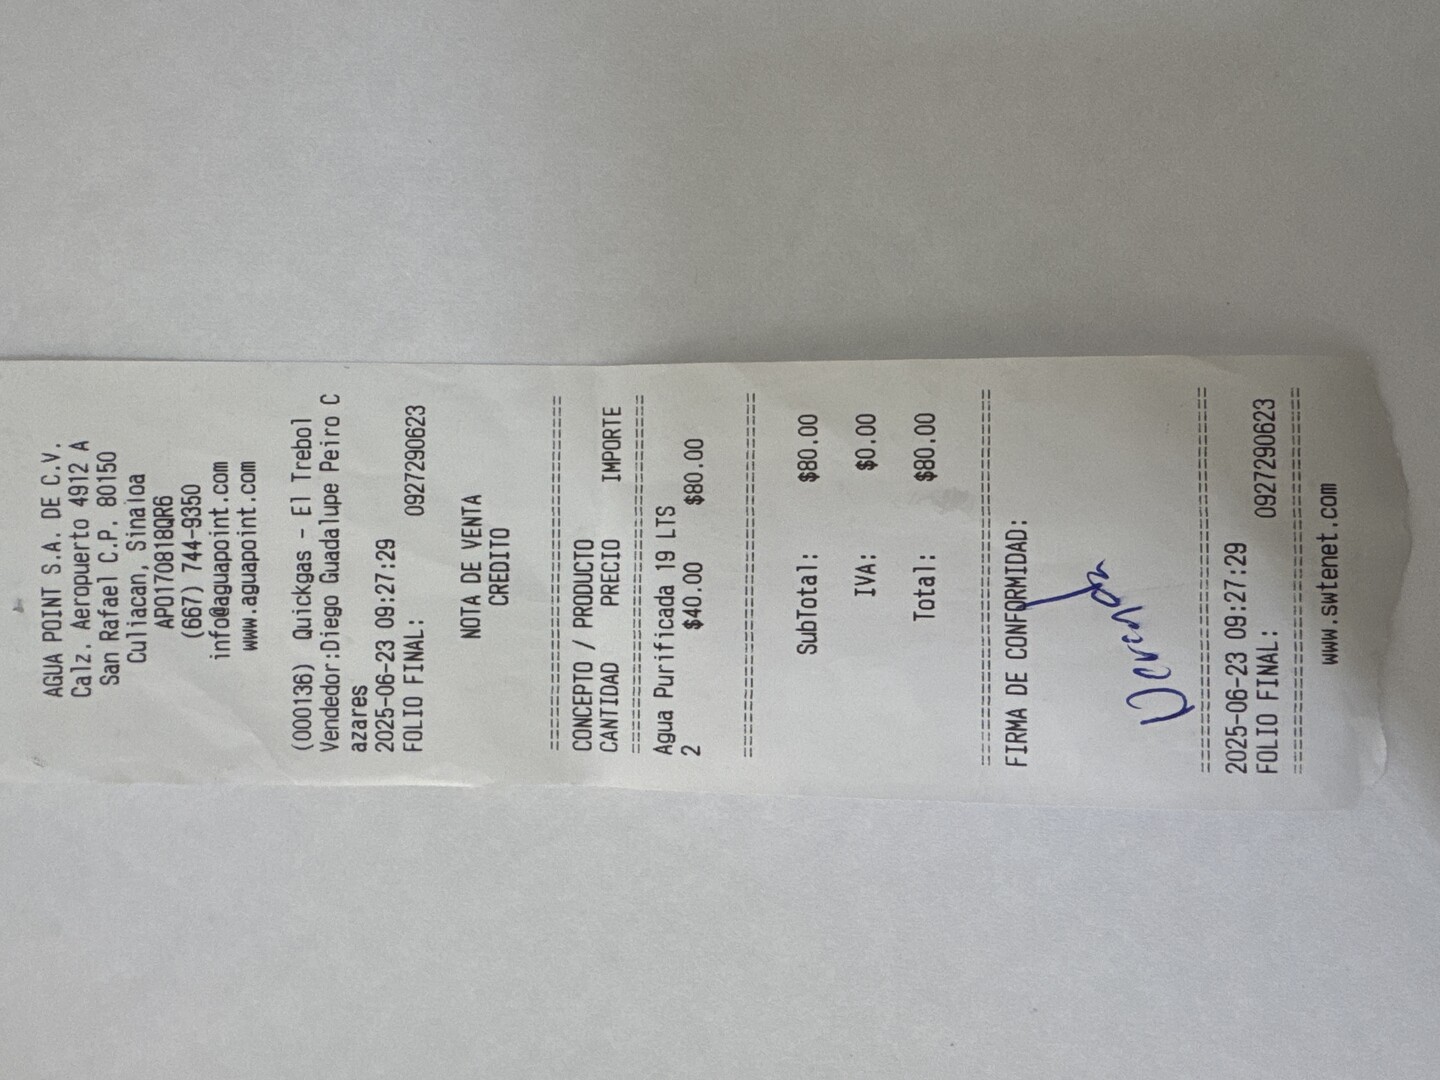 AGUA POINT S.A. DE C.V.
Calz. Aeropuerto 4912 A
San Rafael C.P. 80150
Culiacan, Sinaloa
APO170818QR6
(667) 744-9350
info@aguapoint.com
www.aguapoint.com
(000136) Quickgas - El Trebol
Vendedor:Diego Guadalupe Peiro C
azares
2025-06-23 09:27:29
FOLIO FINAL: 0927290623
NOTA DE VENTA
CREDITO
================================
CONCEPTO / PRODUCTO
CANTIDAD PRECIO IMPORTE
================================
Agua Purificada 19 LTS
2 $40.00 $80.00
================================
SubTotal: $80.00
IVA: $0.00
Total: $80.00
================================
FIRMA DE CONFORMIDAD:
================================
2025-06-23 09:27:29
FOLIO FINAL: 0927290623
================================
www.swtenet.com